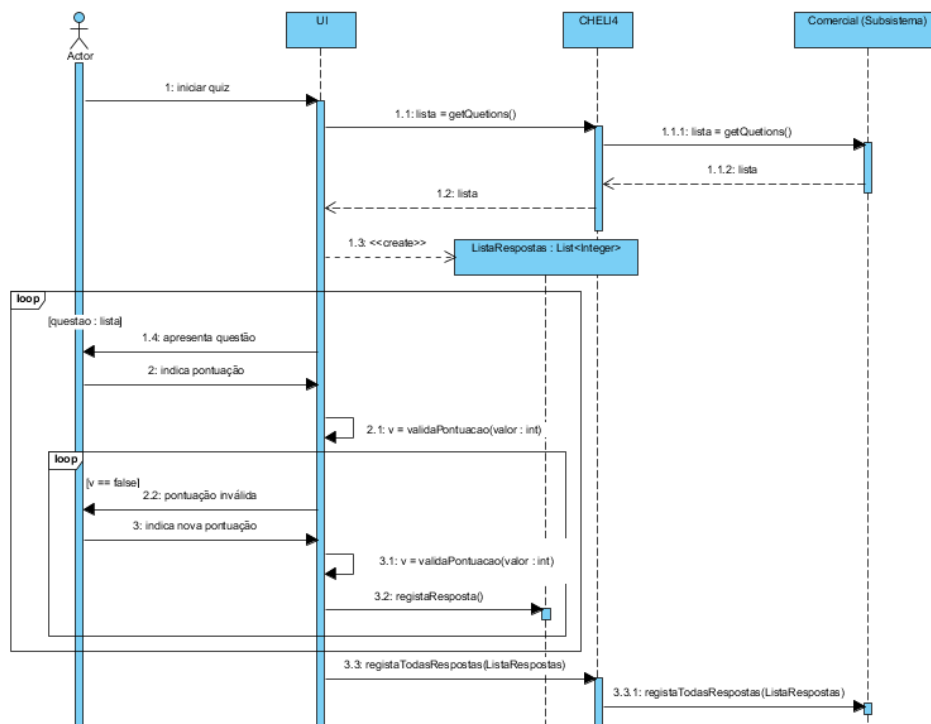 UI
CHELI4
Comercial (Subsistema)
Actor
1: iniciar quiz
1.1: lista = getQuetions()
1.1.1: lista = getQuetions()
1.1.2: lista
1.2: lista
1.3: <<create>>
ListaRespostas : List<Integer>
loop
[questao : lista]
1.4: apresenta questão
2: indica pontuação
2.1: v = validaPontuacao(valor : int)
loop
[v == false]
2.2: pontuação inválida
3: indica nova pontuação
3.1: v = validaPontuacao(valor : int)
3.2: registaResposta()
3.3: registaTodasRespostas(ListaRespostas)
3.3.1: registaTodasRespostas(ListaRespostas)